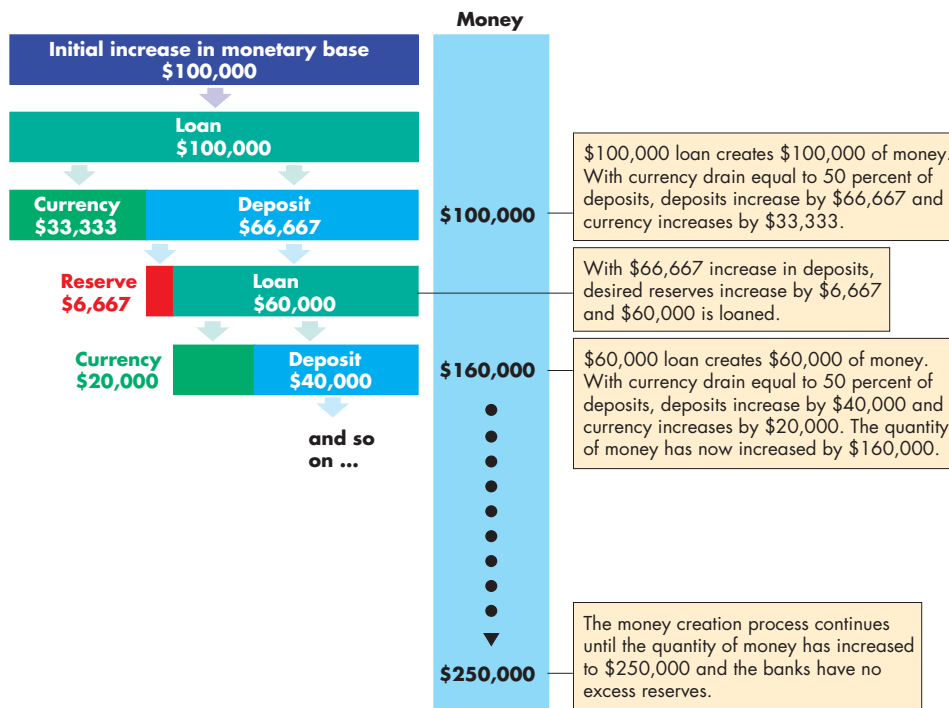 Money
Initial increase in monetary base
$100,000
Loan
$100,000
$100,000 loan creates $100,000 of money.
With currency drain equal to 50 percent of
deposits, deposits increase by $66,667 and
currency increases by $33,333.
Currency
$33,333
Deposit
$66,667
$100,000
Reserve
$6,667
Loan
$60,000
With $66,667 increase in deposits,
desired reserves increase by $6,667
and $60,000 is loaned.
Currency
$20,000
Deposit
$40,000
$160,000
$60,000 loan creates $60,000 of money.
With currency drain equal to 50 percent of
deposits, deposits increase by $40,000 and
currency increases by $20,000. The quantity
of money has now increased by $160,000.
and so
on ...
The money creation process continues
until the quantity of money has increased
to $250,000 and the banks have no
excess reserves.
$250,000